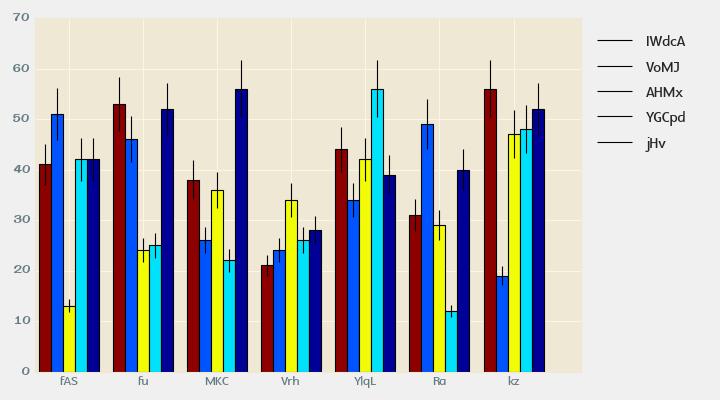 70
60
50
40
30
20
10
0
fAS fu MKC Vrh YlqL Ra kz
IWdcA
VoMJ
AHMx
YGCpd
jHv